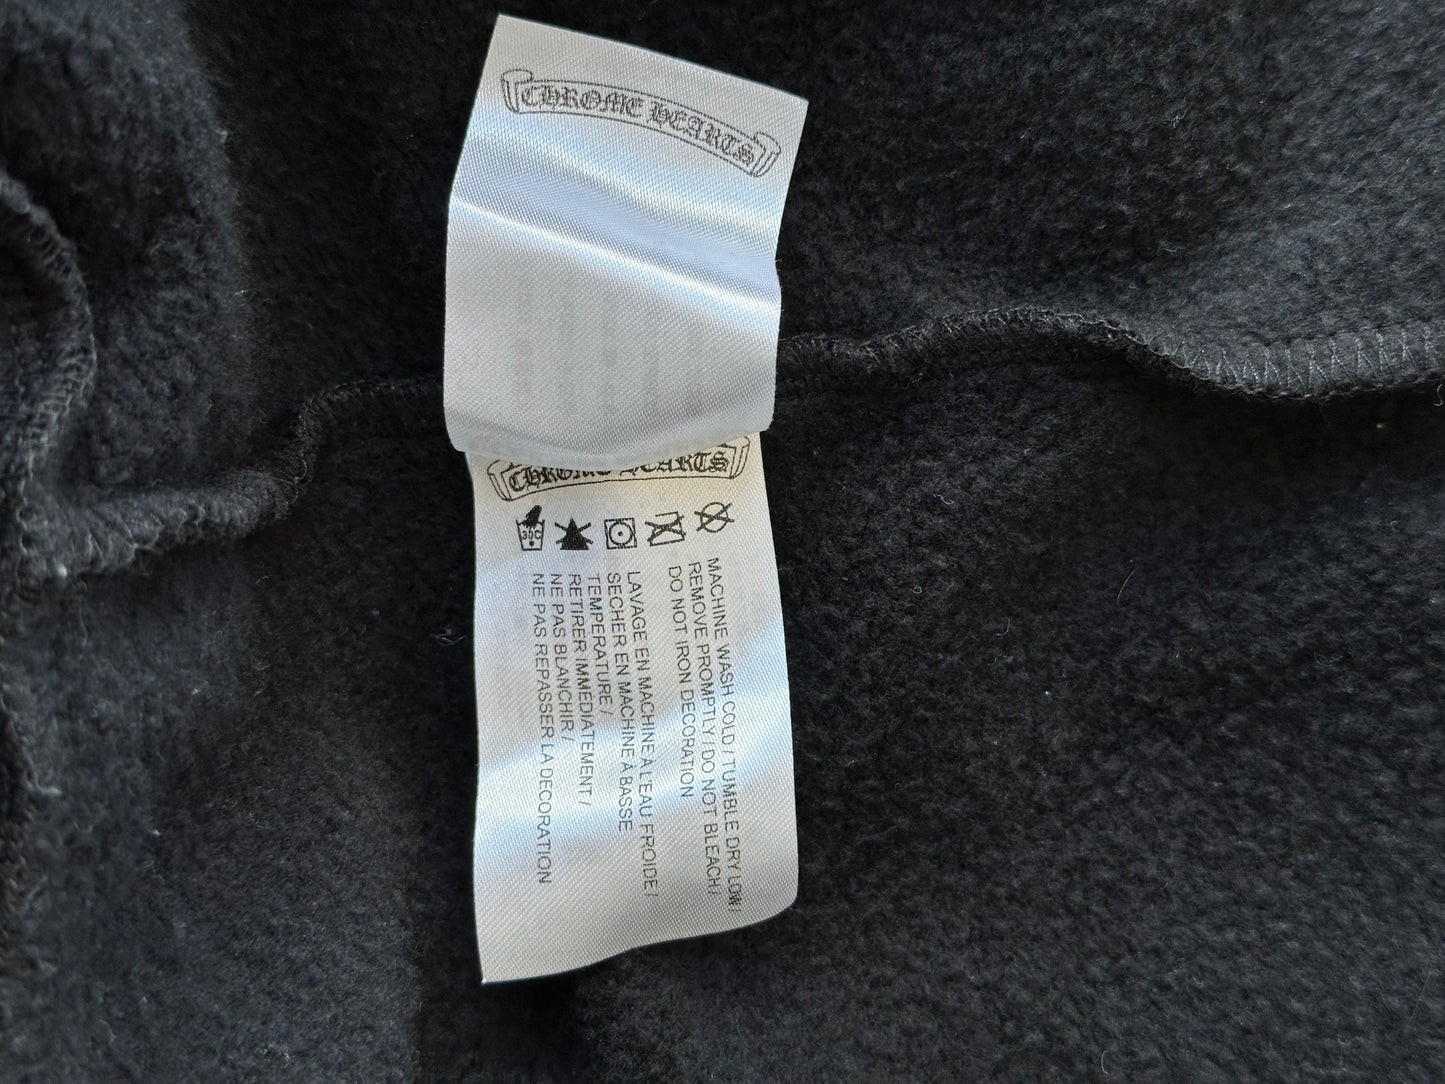 CHROME HEARTS
CHROME HEARTS
30C
MACHINE WASH COLD / TUMBLE DRY LOW /
REMOVE PROMPTLY / DO NOT BLEACH /
DO NOT IRON DECORATION
LAVAGE EN MACHINE À L'EAU FROIDE /
SECHER EN MACHINE À BASSE
TEMPERATURE /
RETIRER IMMÉDIATEMENT /
NE PAS BLANCHIR /
NE PAS REPASSER LA DECORATION